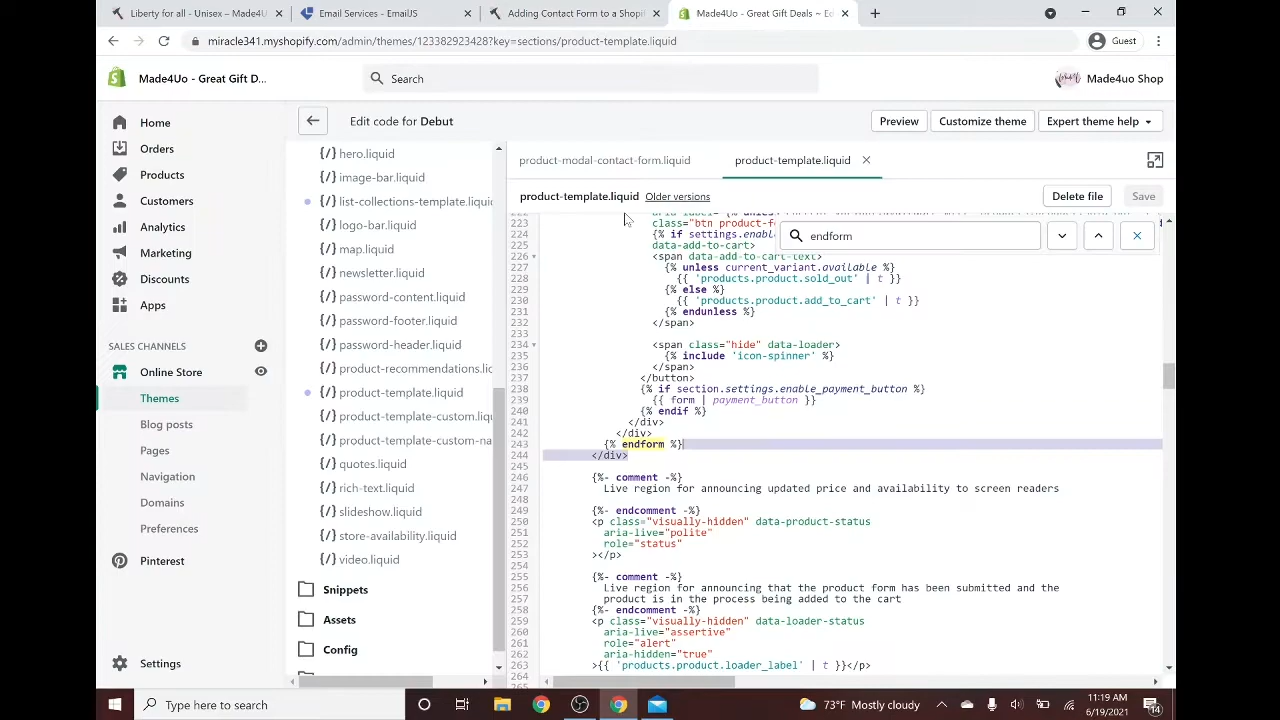 Liberty for all - Unisex – Made4U
Email Services - EmailJS
Adding Contact Form to a Shopif
Made4Uo - Great Gift Deals ~ Ed
miracle341.myshopify.com/admin/themes/123382923428?key=sections/product-template.liquid
Guest
Made4Uo - Great Gift D...
Search
Made4uo Shop
Home
Orders
Products
Customers
Analytics
Marketing
Discounts
Apps
SALES CHANNELS
Online Store
Themes
Blog posts
Pages
Navigation
Domains
Preferences
Pinterest
Settings
Edit code for Debut
Preview
Customize theme
Expert theme help
{/} hero.liquid
{/} image-bar.liquid
{/} list-collections-template.liquid
{/} logo-bar.liquid
{/} map.liquid
{/} newsletter.liquid
{/} password-content.liquid
{/} password-footer.liquid
{/} password-header.liquid
{/} product-recommendations.lic
{/} product-template.liquid
{/} product-template-custom.liqu
{/} product-template-custom-na
{/} quotes.liquid
{/} rich-text.liquid
{/} slideshow.liquid
{/} store-availability.liquid
{/} video.liquid
Snippets
Assets
Config
product-modal-contact-form.liquid
product-template.liquid
product-template.liquid Older versions
Delete file
Save
endform
223 class="btn product-f
224 {% if settings.enabl
225 data-add-to-cart>
226 <span data-add-to-cart-text>
227 {% unless current_variant.available %}
228 {{ 'products.product.sold_out' | t }}
229 {% else %}
230 {{ 'products.product.add_to_cart' | t }}
231 {% endunless %}
232 </span>
233
234 <span class="hide" data-loader>
235 {% include 'icon-spinner' %}
236 </span>
237 </button>
238 {% if section.settings.enable_payment_button %}
239 {{ form | payment_button }}
240 {% endif %}
241 </div>
242 </div>
243 {% endform %}
244 </div>
245
246 {%- comment -%}
247 Live region for announcing updated price and availability to screen readers
248
249 {%- endcomment -%}
250 <p class="visually-hidden" data-product-status
251 aria-live="polite"
252 role="status"
253 ></p>
254
255 {%- comment -%}
256 Live region for announcing that the product form has been submitted and the
257 product is in the process being added to the cart
258 {%- endcomment -%}
259 <p class="visually-hidden" data-loader-status
260 aria-live="assertive"
261 role="alert"
262 aria-hidden="true"
263 >{{ 'products.product.loader_label' | t }}</p>
264
Type here to search
73°F Mostly cloudy
11:19 AM
6/19/2021
14